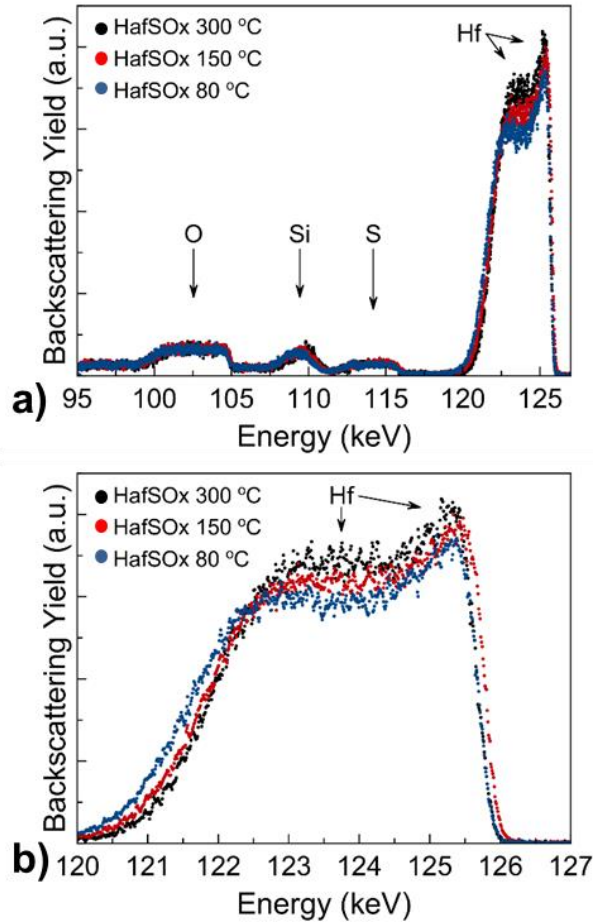 HafSOx 300 °C
HafSOx 150 °C
HafSOx 80 °C
Hf
O
Si
S
Backscattering Yield (a.u.)
95 100 105 110 115 120 125
Energy (keV)
a)
HafSOx 300 °C
HafSOx 150 °C
HafSOx 80 °C
Hf
Backscattering Yield (a.u.)
120 121 122 123 124 125 126 127
Energy (keV)
b)